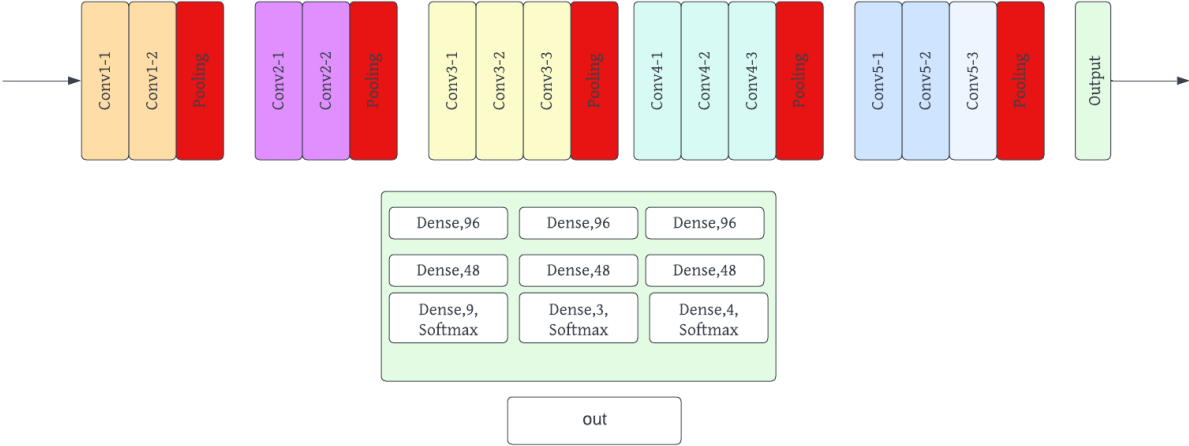 Conv1-1
Conv1-2
Pooling
Conv2-1
Conv2-2
Pooling
Conv3-1
Conv3-2
Conv3-3
Pooling
Conv4-1
Conv4-2
Conv4-3
Pooling
Conv5-1
Conv5-2
Conv5-3
Pooling
Output
Dense,96
Dense,96
Dense,96
Dense,48
Dense,48
Dense,48
Dense,9,
Softmax
Dense,3,
Softmax
Dense,4,
Softmax
out